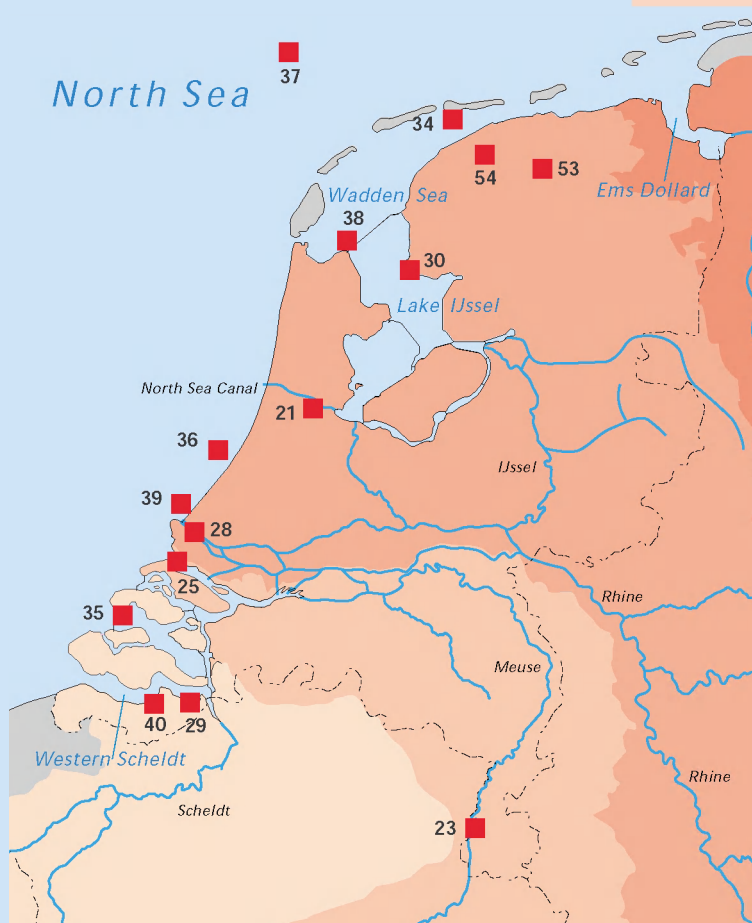 37
North Sea
34
54
53
Ems Dollard
Wadden Sea
38
30
Lake IJssel
North Sea Canal
21
36
IJssel
39
28
25
Rhine
35
Meuse
40
29
Western Scheldt
Rhine
Scheldt
23